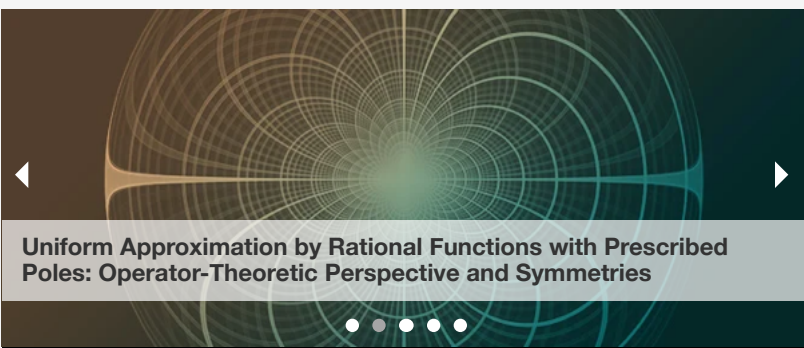 Uniform Approximation by Rational Functions with Prescribed
Poles: Operator-Theoretic Perspective and Symmetries